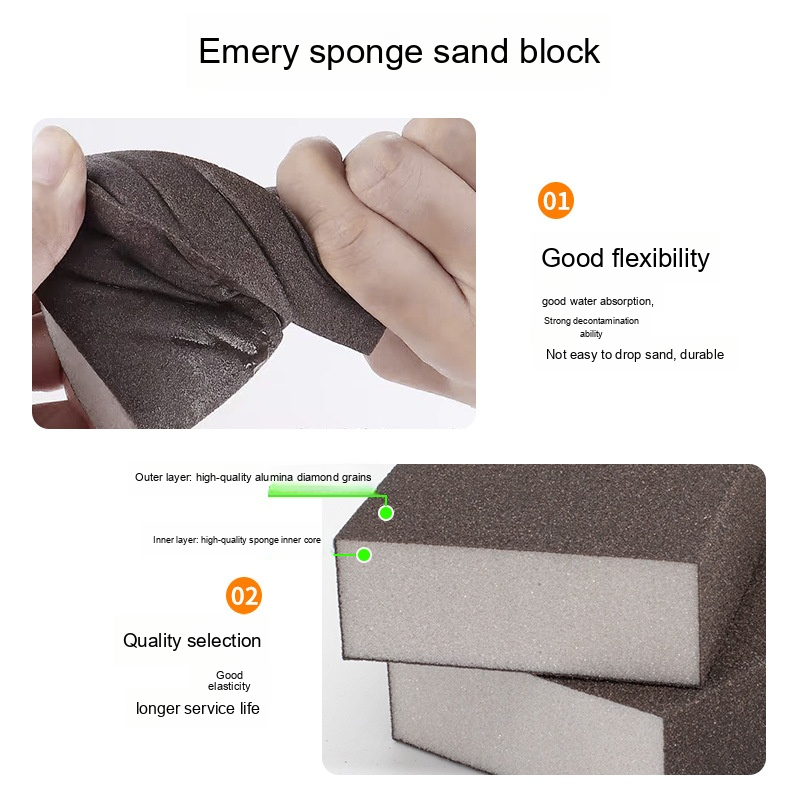 Emery sponge sand block
01
Good flexibility
good water absorption,
Strong decontamination
ability
Not easy to drop sand, durable
Outer layer: high-quality alumina diamond grains
Inner layer: high-quality sponge inner core
02
Quality selection
Good
elasticity
longer service life